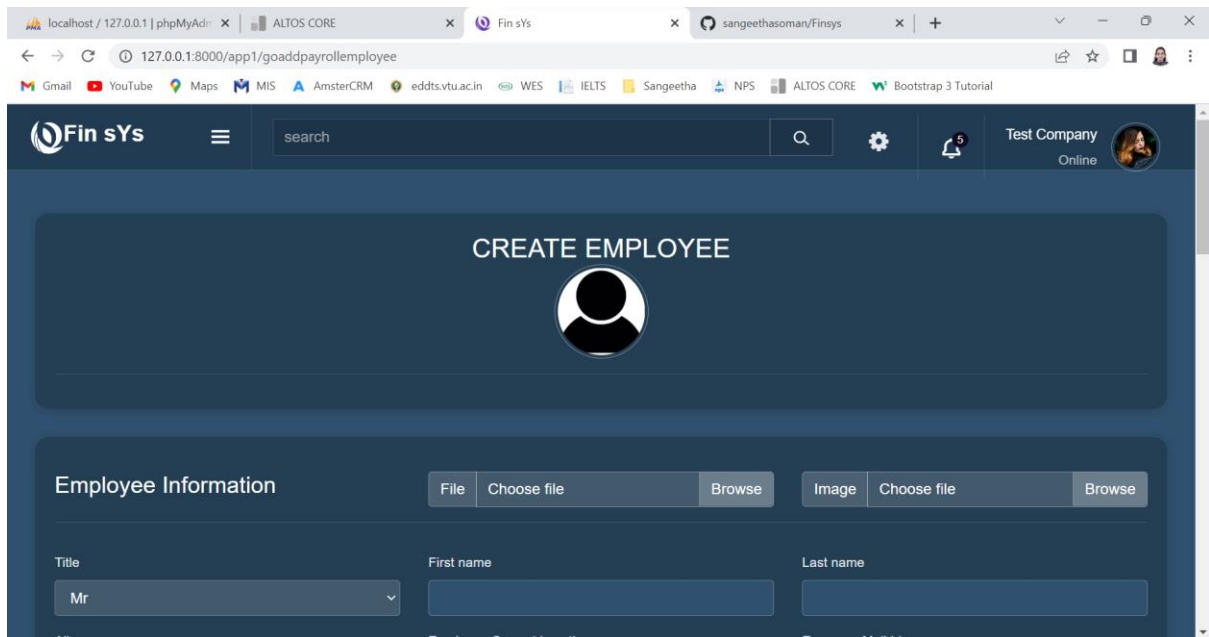 localhost / 127.0.0.1 | phpMyAdm
ALTOS CORE
Fin sYs
sangeethasoman/Finsys
127.0.0.1:8000/app1/goaddpayrollemployee
Gmail YouTube Maps MIS AmsterCRM eddts.vtu.ac.in WES IELTS Sangeetha NPS ALTOS CORE Bootstrap 3 Tutorial
Fin sYs
search
5
Test Company
Online
CREATE EMPLOYEE
Employee Information
File Choose file Browse
Image Choose file Browse
Title First name Last name
Mr